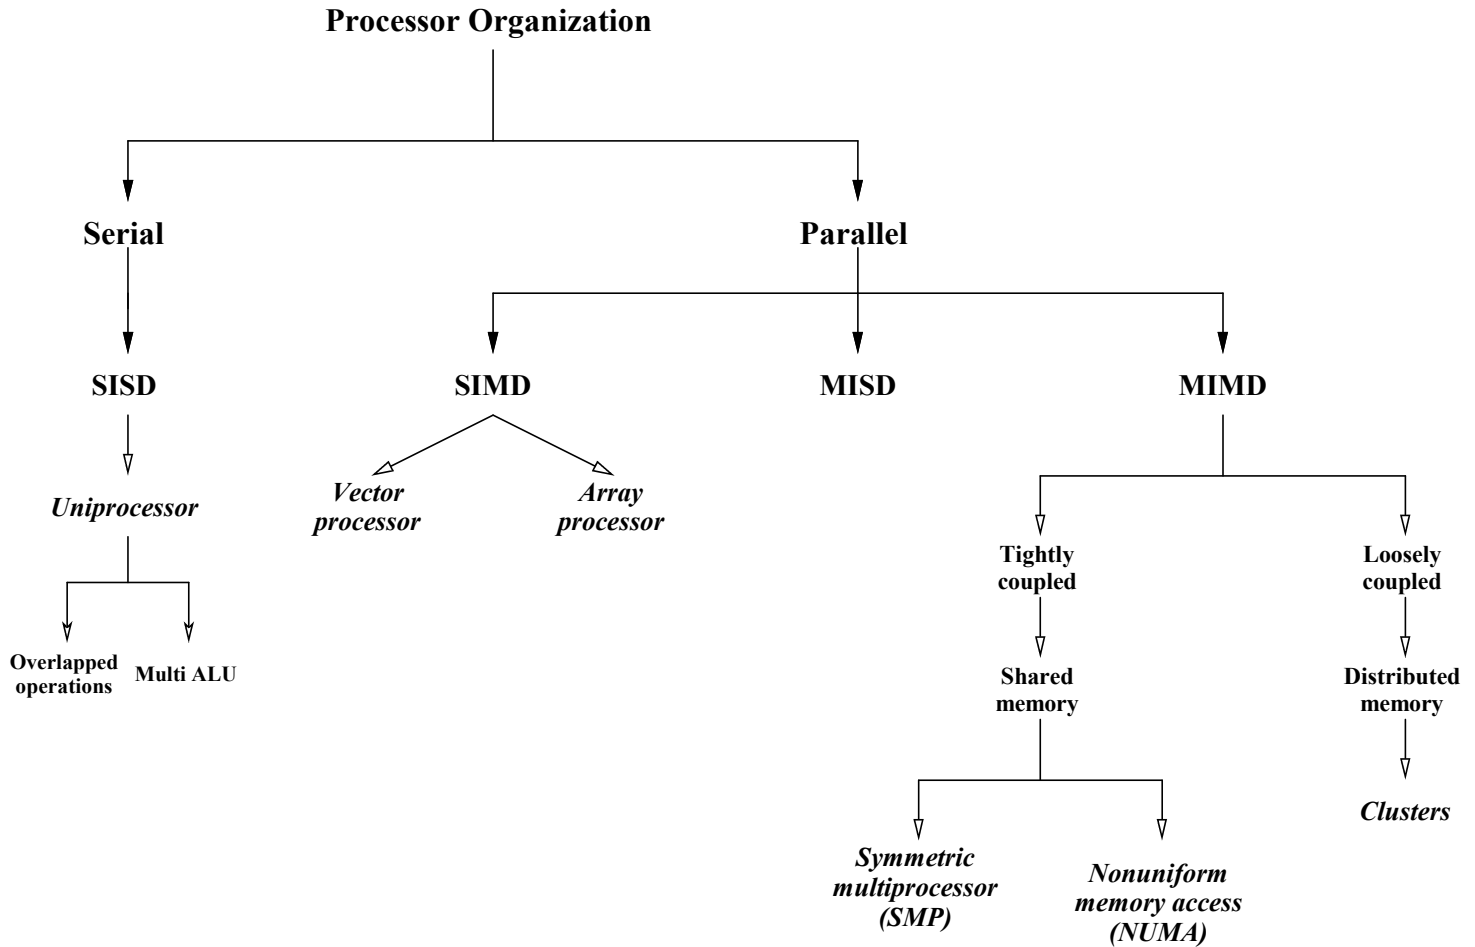 Processor Organization
Serial
Parallel
SISD
SIMD
MISD
MIMD
Uniprocessor
Vector
processor
Array
processor
Tightly
coupled
Loosely
coupled
Overlapped
operations
Multi ALU
Shared
memory
Distributed
memory
Clusters
Symmetric
multiprocessor
(SMP)
Nonuniform
memory access
(NUMA)